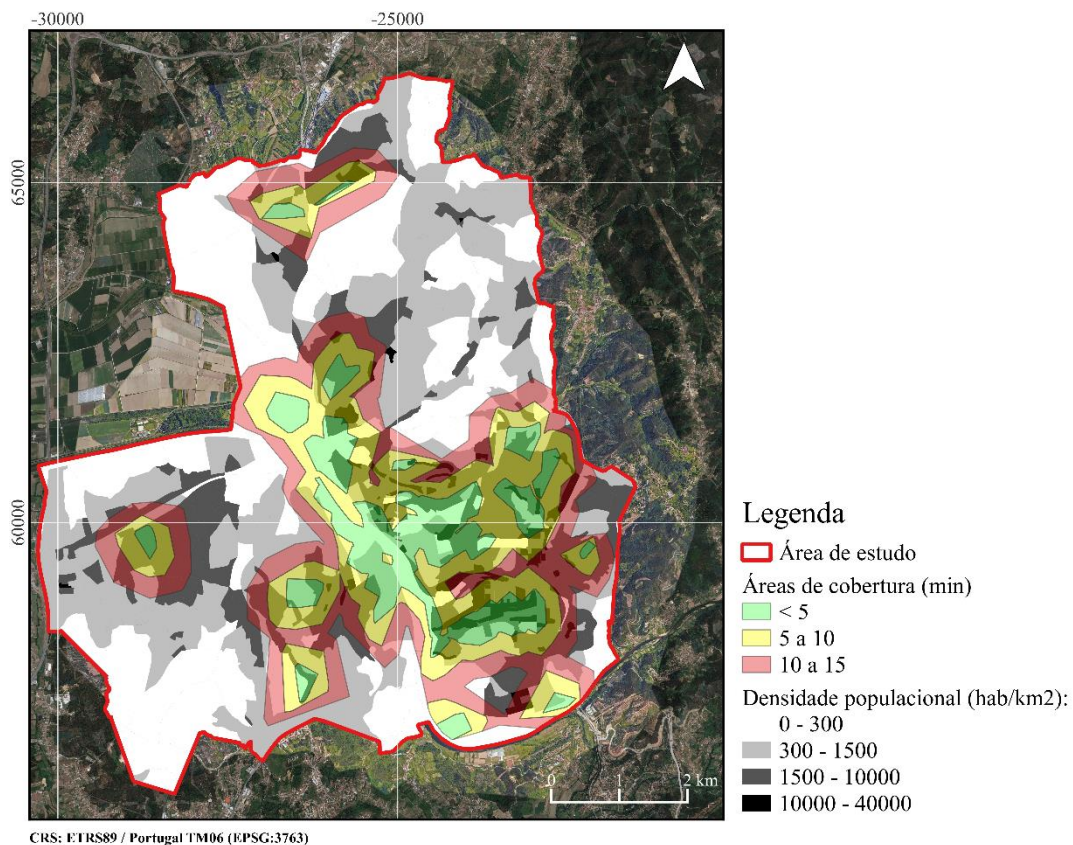 -30000
-25000
65000
60000
0 1 2 km
Legenda
Área de estudo
Áreas de cobertura (min)
< 5
5 a 10
10 a 15
Densidade populacional (hab/km2):
0 - 300
300 - 1500
1500 - 10000
10000 - 40000
CRS: ETRS89 / Portugal TM06 (EPSG:3763)